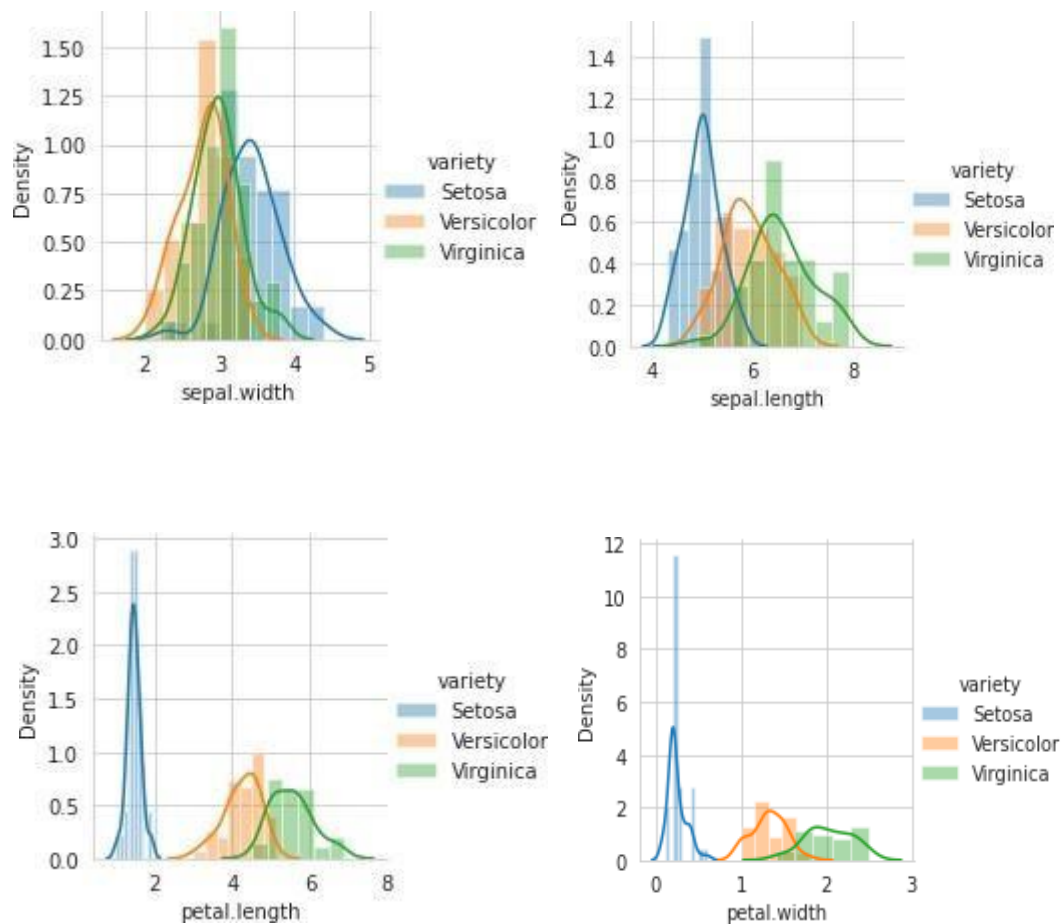 1.50
1.25
1.00
0.75
0.50
0.25
0.00
Density
2 3 4 5
sepal.width
variety
Setosa
Versicolor
Virginica
1.4
1.2
1.0
0.8
0.6
0.4
0.2
0.0
Density
4 6 8
sepal.length
variety
Setosa
Versicolor
Virginica
3.0
2.5
2.0
1.5
1.0
0.5
0.0
Density
2 4 6 8
petal.length
variety
Setosa
Versicolor
Virginica
12
10
8
6
4
2
0
Density
0 1 2 3
petal.width
variety
Setosa
Versicolor
Virginica